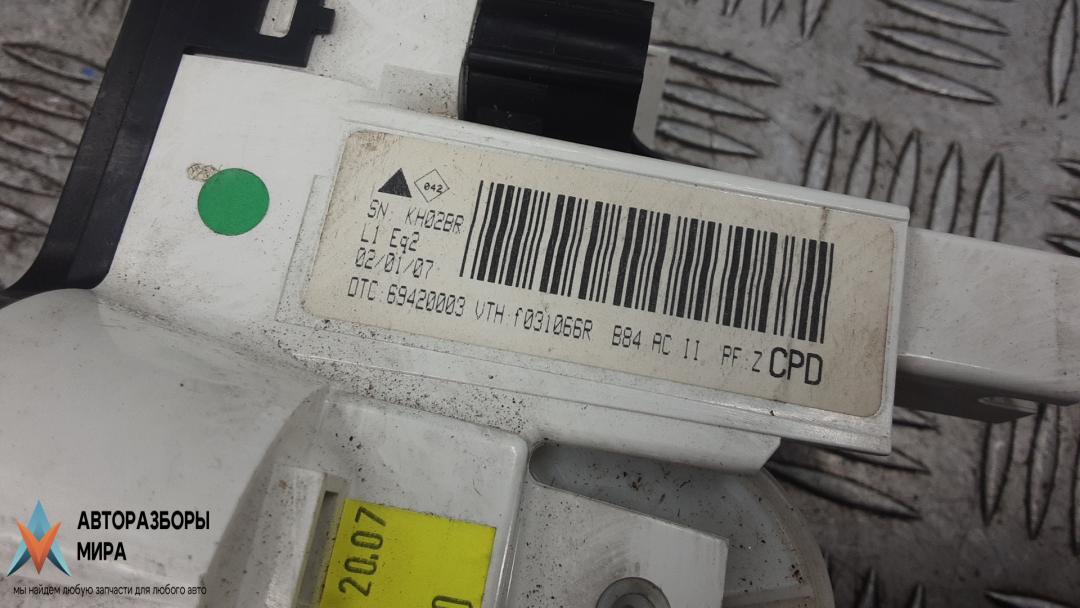 042
SN. KH02BR
L1 Eq2
02/01/07
DTC 69420003 VTH f031066R B84 AC II PF:Z CPD
20.07
АВТОРАЗБОРЫ
МИРА
мы найдем любую запчасти для любого авто